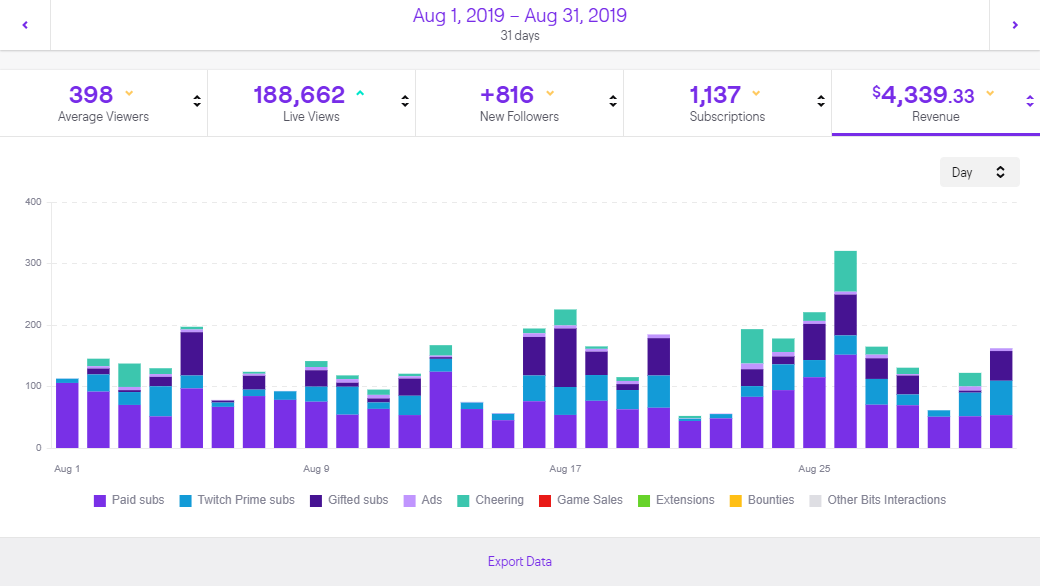 Aug 1, 2019 – Aug 31, 2019
31 days
398
Average Viewers
188,662
Live Views
+816
New Followers
1,137
Subscriptions
$4,339.33
Revenue
Day
400
300
200
100
0
Aug 1 Aug 9 Aug 17 Aug 25
Paid subs Twitch Prime subs Gifted subs Ads Cheering Game Sales Extensions Bounties Other Bits Interactions
Export Data